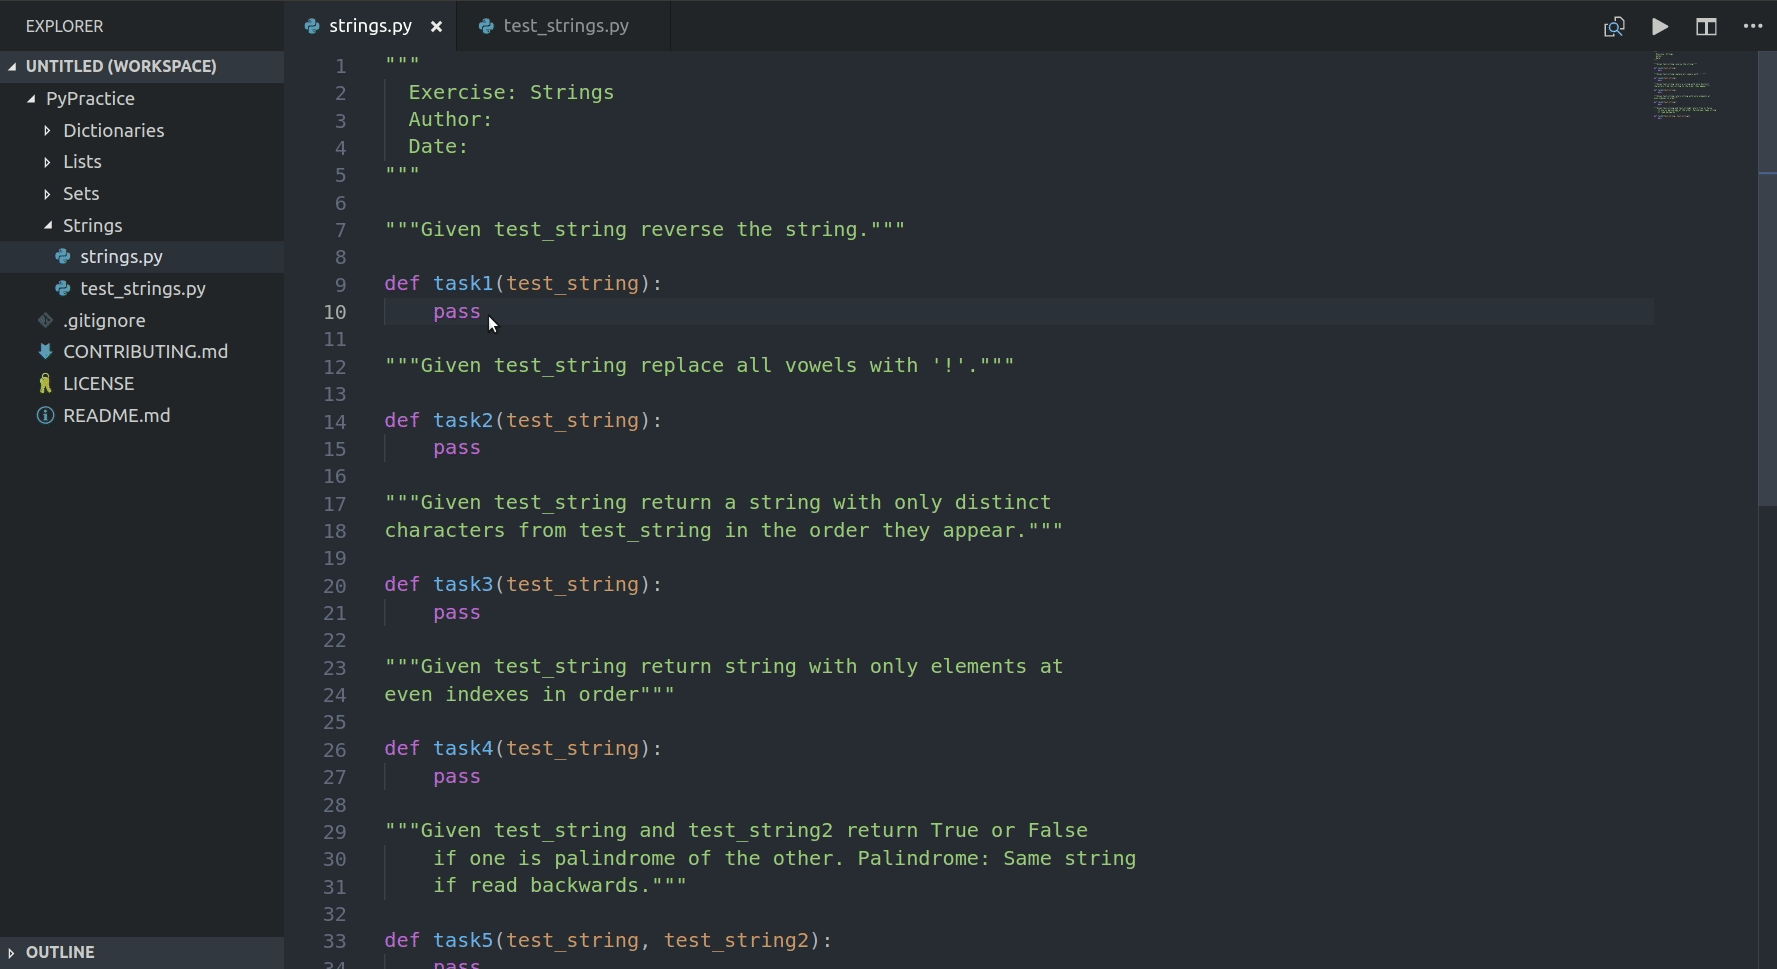 EXPLORER
UNTITLED (WORKSPACE)
PyPractice
Dictionaries
Lists
Sets
Strings
strings.py
test_strings.py
.gitignore
CONTRIBUTING.md
LICENSE
README.md
OUTLINE
strings.py
test_strings.py
1 """
2 Exercise: Strings
3 Author:
4 Date:
5 """
6
7 """Given test_string reverse the string."""
8
9 def task1(test_string):
10 pass
11
12 """Given test_string replace all vowels with '!'."""
13
14 def task2(test_string):
15 pass
16
17 """Given test_string return a string with only distinct
18 characters from test_string in the order they appear."""
19
20 def task3(test_string):
21 pass
22
23 """Given test_string return string with only elements at
24 even indexes in order"""
25
26 def task4(test_string):
27 pass
28
29 """Given test_string and test_string2 return True or False
30 if one is palindrome of the other. Palindrome: Same string
31 if read backwards."""
32
33 def task5(test_string, test_string2):
34 pass